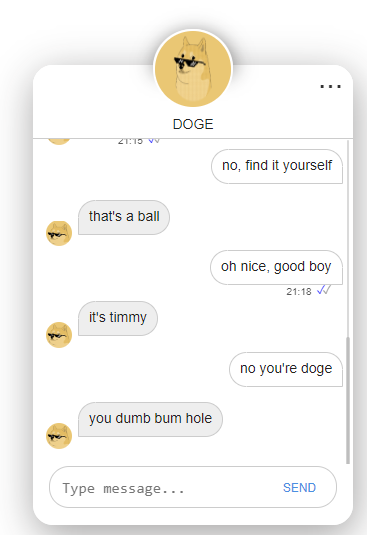 DOGE
21:15
no, find it yourself
that's a ball
oh nice, good boy
21:18
it's timmy
no you're doge
you dumb bum hole
Type message...
SEND